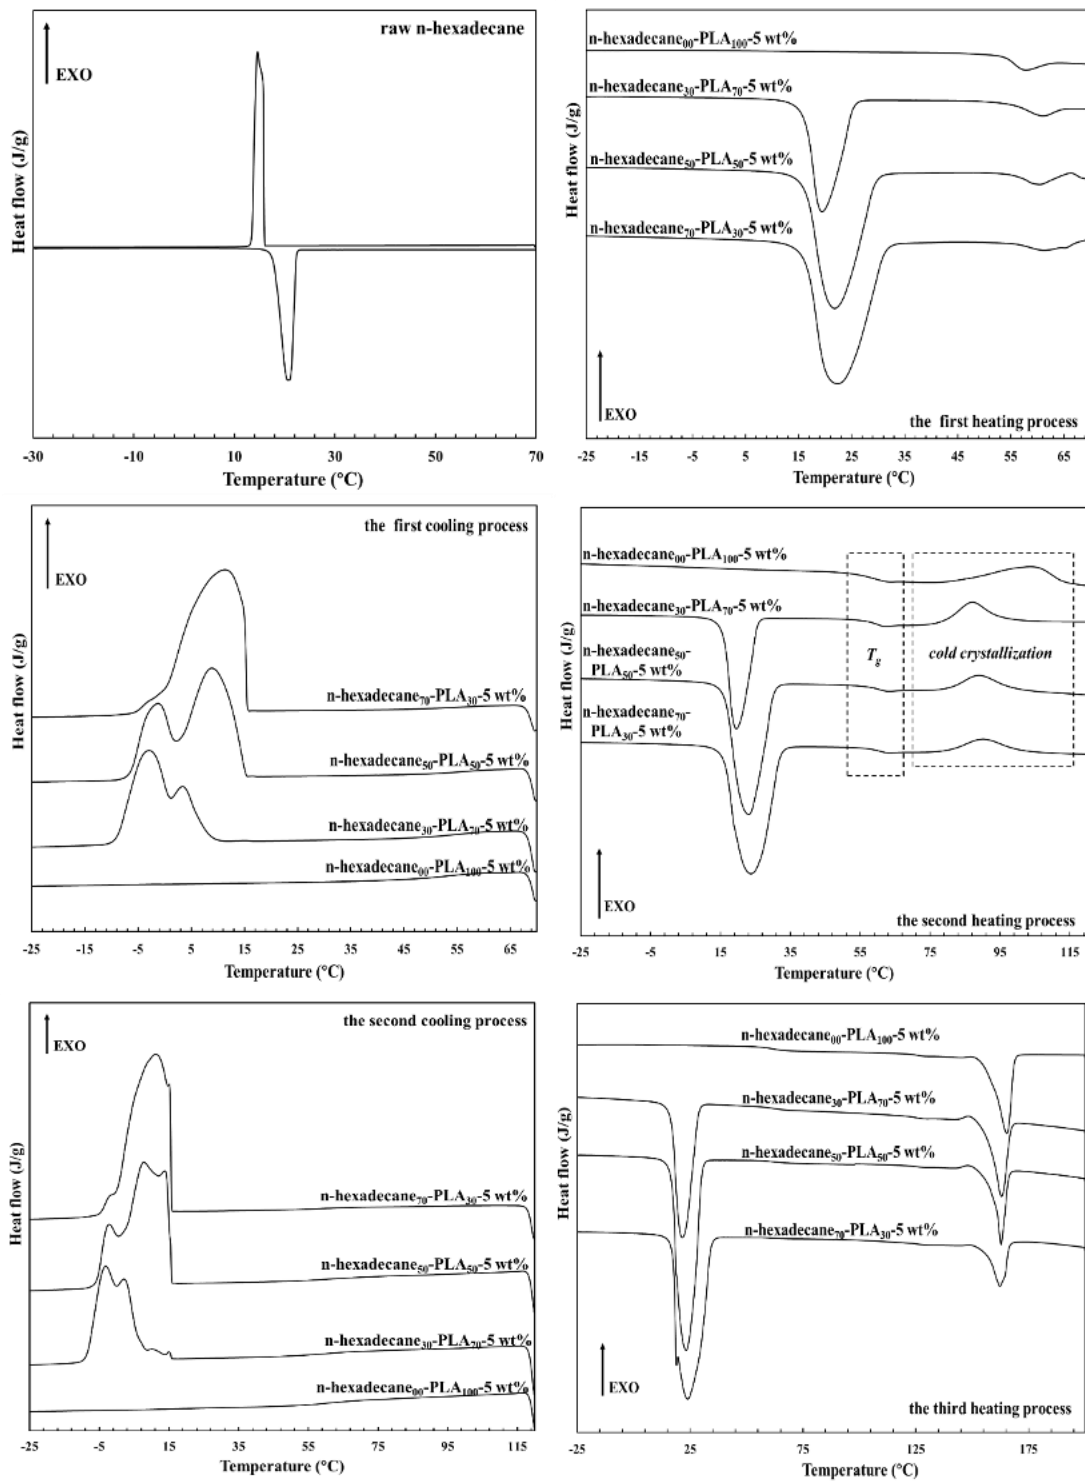 raw n-hexadecane
EXO
Heat flow (J/g)
-30 -10 10 30 50 70
Temperature (°C)
n-hexadecane₀₀-PLA₁₀₀-5 wt%
n-hexadecane₃₀-PLA₇₀-5 wt%
n-hexadecane₅₀-PLA₅₀-5 wt%
n-hexadecane₇₀-PLA₃₀-5 wt%
Heat flow (J/g)
EXO
the first heating process
-25 -15 -5 5 15 25 35 45 55 65
Temperature (°C)
the first cooling process
EXO
Heat flow (J/g)
n-hexadecane₇₀-PLA₃₀-5 wt%
n-hexadecane₅₀-PLA₅₀-5 wt%
n-hexadecane₃₀-PLA₇₀-5 wt%
n-hexadecane₀₀-PLA₁₀₀-5 wt%
-25 -15 -5 5 15 25 35 45 55 65
Temperature (°C)
n-hexadecane₀₀-PLA₁₀₀-5 wt%
n-hexadecane₃₀-PLA₇₀-5 wt%
n-hexadecane₅₀-
PLA₅₀-5 wt%
n-hexadecane₇₀-
PLA₃₀-5 wt%
Tg
cold crystallization
Heat flow (J/g)
EXO
the second heating process
-25 -5 15 35 55 75 95 115
Temperature (°C)
the second cooling process
EXO
Heat flow (J/g)
n-hexadecane₇₀-PLA₃₀-5 wt%
n-hexadecane₅₀-PLA₅₀-5 wt%
n-hexadecane₃₀-PLA₇₀-5 wt%
n-hexadecane₀₀-PLA₁₀₀-5 wt%
-25 -5 15 35 55 75 95 115
Temperature (°C)
n-hexadecane₀₀-PLA₁₀₀-5 wt%
n-hexadecane₃₀-PLA₇₀-5 wt%
n-hexadecane₅₀-PLA₅₀-5 wt%
n-hexadecane₇₀-PLA₃₀-5 wt%
Heat flow (J/g)
EXO
the third heating process
-25 25 75 125 175
Temperature (°C)